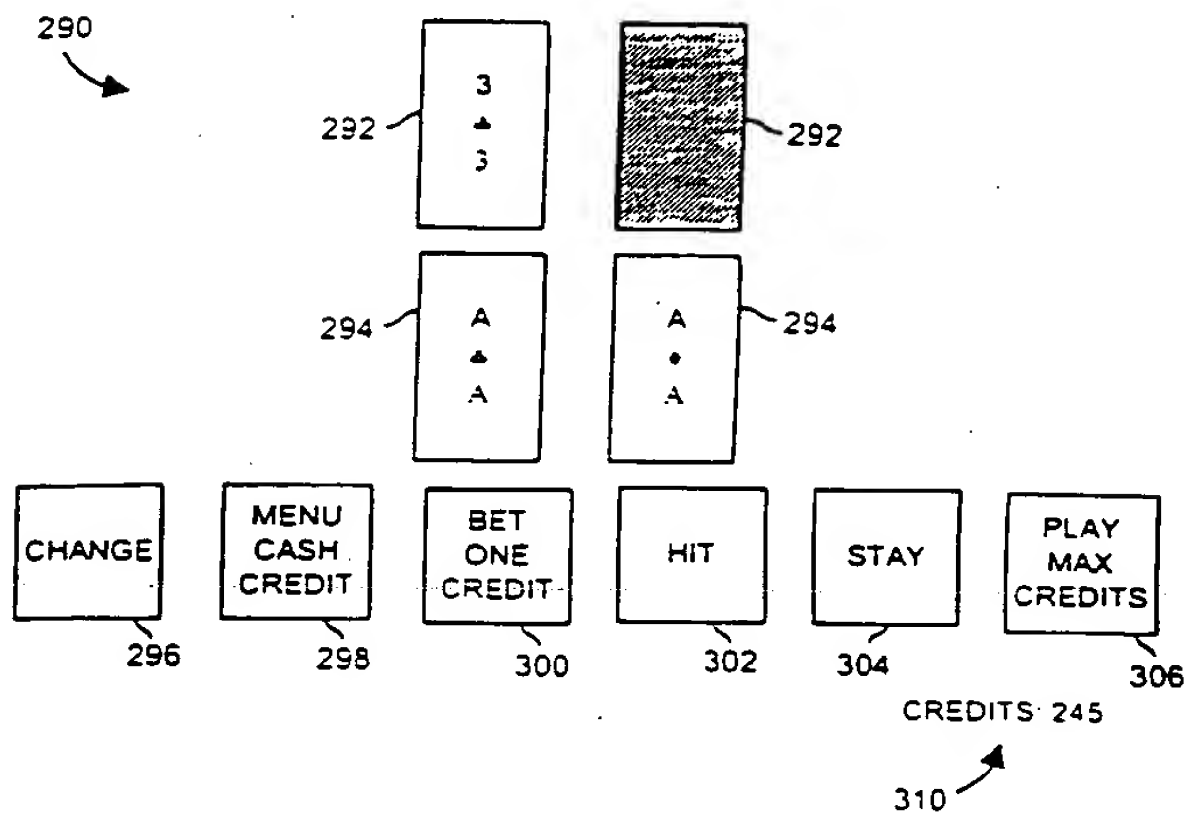 290
3
292
292
3
A
294
294
A
A
A
CHANGE
MENU
CASH
CREDIT
BET
ONE
CREDIT
HIT
STAY
PLAY
MAX
CREDITS
296
298
300
302
304
306
CREDITS 245
310